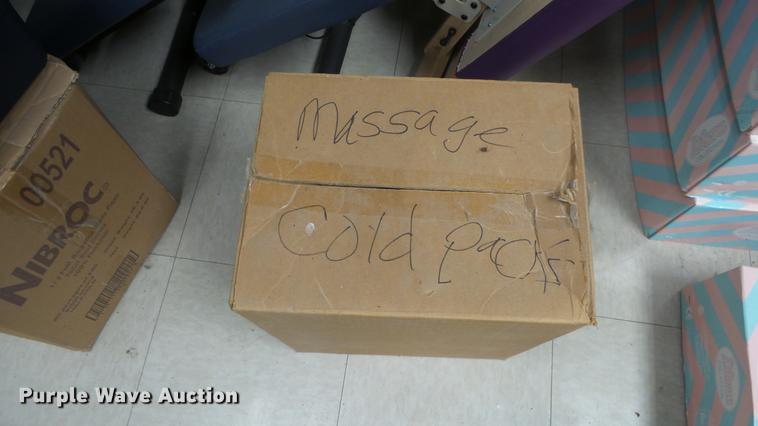 Massage
Cold packs
00521
NIBROC
Purple Wave Auction